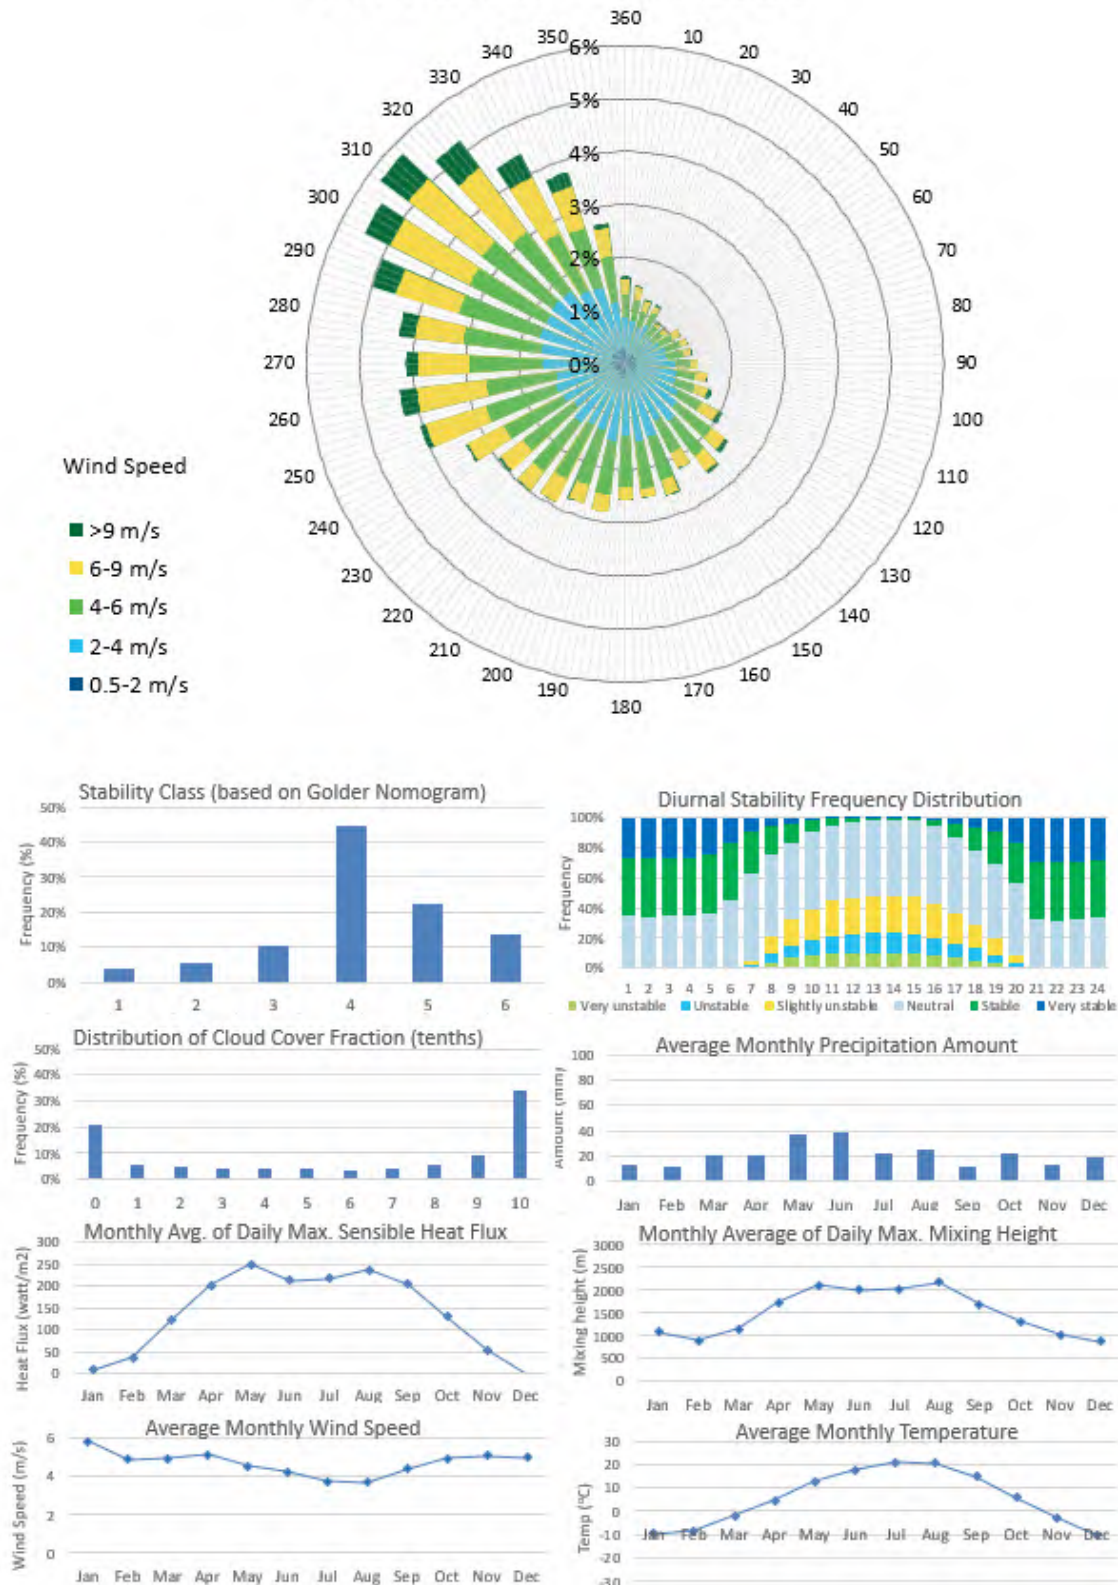 360
350 10
340 20
330 30
320 40
310 50
300 60
290 70
280 80
270 90
260 100
250 110
240 120
230 130
220 140
210 150
200 160
190 170
180
6%
5%
4%
3%
2%
1%
0%
Wind Speed
>9 m/s
6-9 m/s
4-6 m/s
2-4 m/s
0.5-2 m/s
Stability Class (based on Golder Nomogram)
Frequency (%)
50%
40%
30%
20%
10%
0%
1 2 3 4 5 6
Diurnal Stability Frequency Distribution
Frequency
100%
80%
60%
40%
20%
0%
1 2 3 4 5 6 7 8 9 10 11 12 13 14 15 16 17 18 19 20 21 22 23 24
Very unstable Unstable Slightly unstable Neutral Stable Very stable
Distribution of Cloud Cover Fraction (tenths)
Frequency (%)
50%
40%
30%
20%
10%
0%
0 1 2 3 4 5 6 7 8 9 10
Average Monthly Precipitation Amount
Amount (mm)
100
80
60
40
20
0
Jan Feb Mar Apr May Jun Jul Aug Sep Oct Nov Dec
Monthly Avg. of Daily Max. Sensible Heat Flux
Heat Flux (watt/m2)
300
250
200
150
100
50
0
Jan Feb Mar Apr May Jun Jul Aug Sep Oct Nov Dec
Monthly Average of Daily Max. Mixing Height
Mixing height (m)
3000
2500
2000
1500
1000
500
0
Jan Feb Mar Apr May Jun Jul Aug Sep Oct Nov Dec
Average Monthly Wind Speed
Wind Speed (m/s)
6
4
2
0
Jan Feb Mar Apr May Jun Jul Aug Sep Oct Nov Dec
Average Monthly Temperature
Temp (°C)
30
20
10
0
-10
-20
-30
Jan Feb Mar Apr May Jun Jul Aug Sep Oct Nov Dec